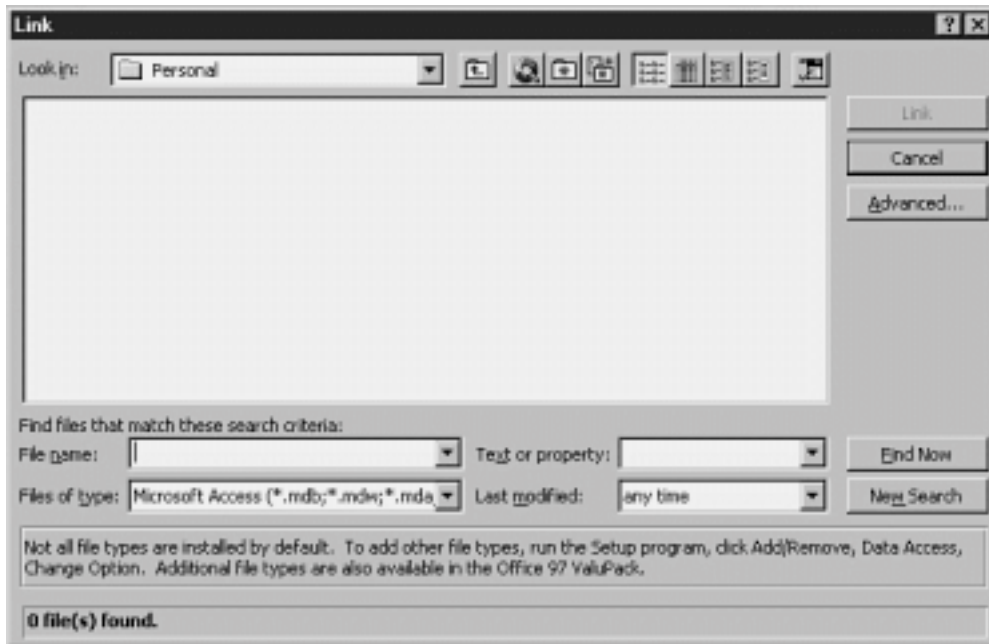 Link
Look in: Personal
Link
Cancel
Advanced...
Find files that match these search criteria:
File name: Text or property: Find Now
Files of type: Microsoft Access (*.mdb;*.mdw;*.mda, Last modified: any time New Search
Not all file types are installed by default. To add other file types, run the Setup program, click Add/Remove, Data Access,
Change Option. Additional file types are also available in the Office 97 ValuPack.
0 file(s) found.